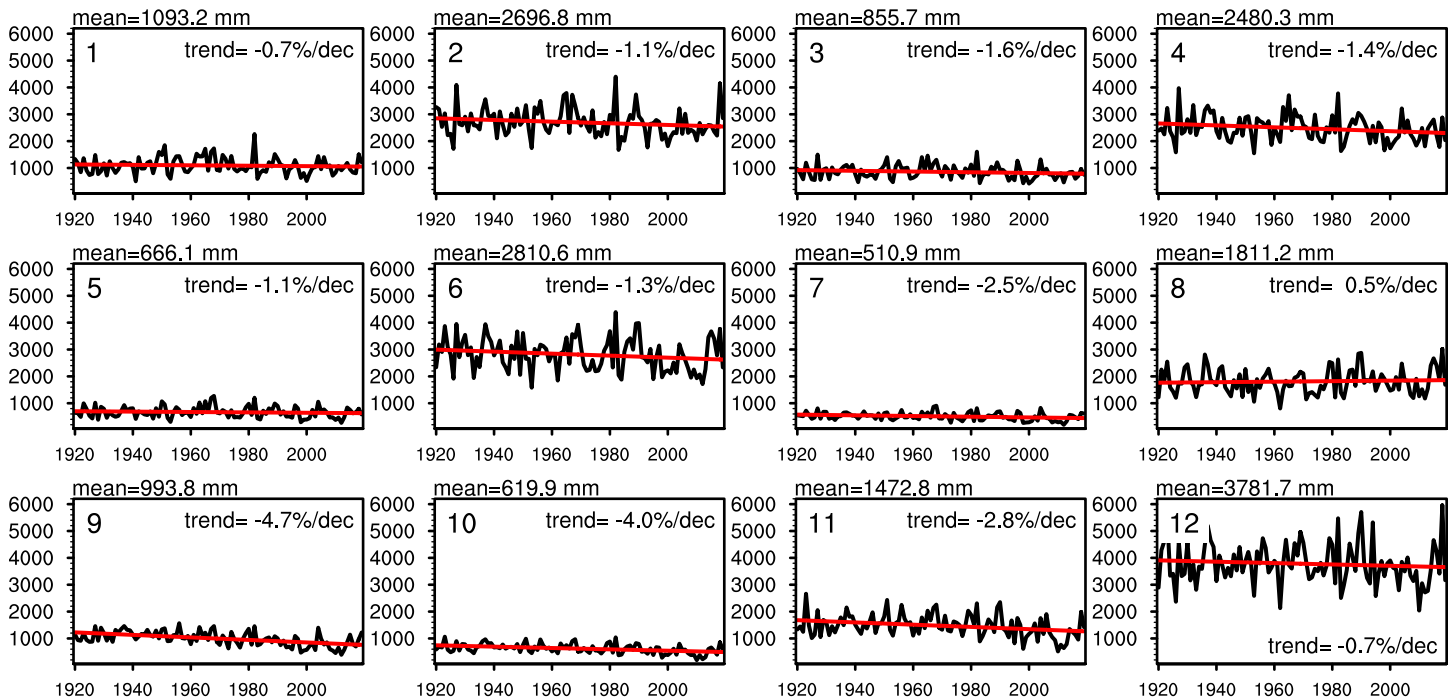 mean=1093.2 mm mean=2696.8 mm mean=855.7 mm mean=2480.3 mm
1 trend= -0.7%/dec 2 trend= -1.1%/dec 3 trend= -1.6%/dec 4 trend= -1.4%/dec
6000 6000 6000 6000
5000 5000 5000 5000
4000 4000 4000 4000
3000 3000 3000 3000
2000 2000 2000 2000
1000 1000 1000 1000
1920 1940 1960 1980 2000 1920 1940 1960 1980 2000 1920 1940 1960 1980 2000 1920 1940 1960 1980 2000
mean=666.1 mm mean=2810.6 mm mean=510.9 mm mean=1811.2 mm
5 trend= -1.1%/dec 6 trend= -1.3%/dec 7 trend= -2.5%/dec 8 trend= 0.5%/dec
6000 6000 6000 6000
5000 5000 5000 5000
4000 4000 4000 4000
3000 3000 3000 3000
2000 2000 2000 2000
1000 1000 1000 1000
1920 1940 1960 1980 2000 1920 1940 1960 1980 2000 1920 1940 1960 1980 2000 1920 1940 1960 1980 2000
mean=993.8 mm mean=619.9 mm mean=1472.8 mm mean=3781.7 mm
9 trend= -4.7%/dec 10 trend= -4.0%/dec 11 trend= -2.8%/dec 12
6000 6000 6000 6000
5000 5000 5000 5000
4000 4000 4000 4000
3000 3000 3000 3000
2000 2000 2000 2000
1000 1000 1000 1000
trend= -0.7%/dec
1920 1940 1960 1980 2000 1920 1940 1960 1980 2000 1920 1940 1960 1980 2000 1920 1940 1960 1980 2000